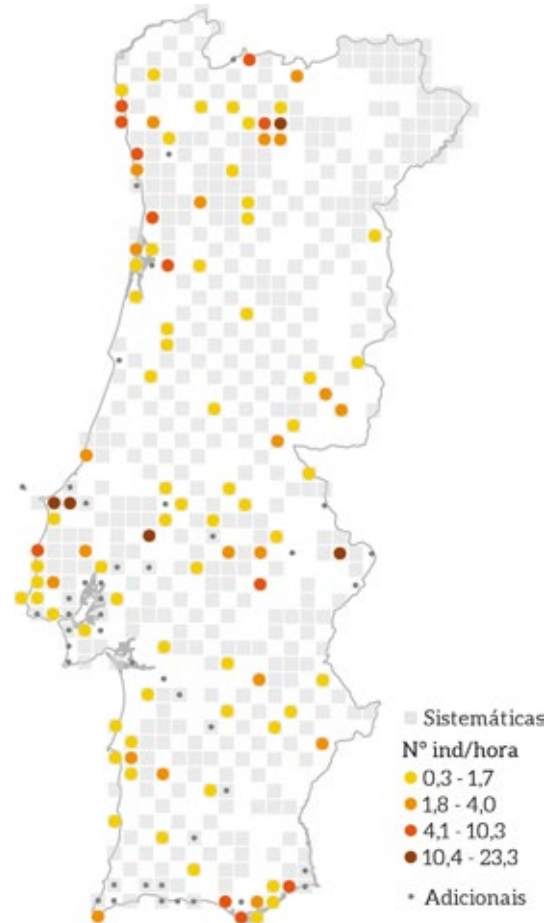 Sistemáticas
Nº ind/hora
0,3 - 1,7
1,8 - 4,0
4,1 - 10,3
10,4 - 23,3
Adicionais